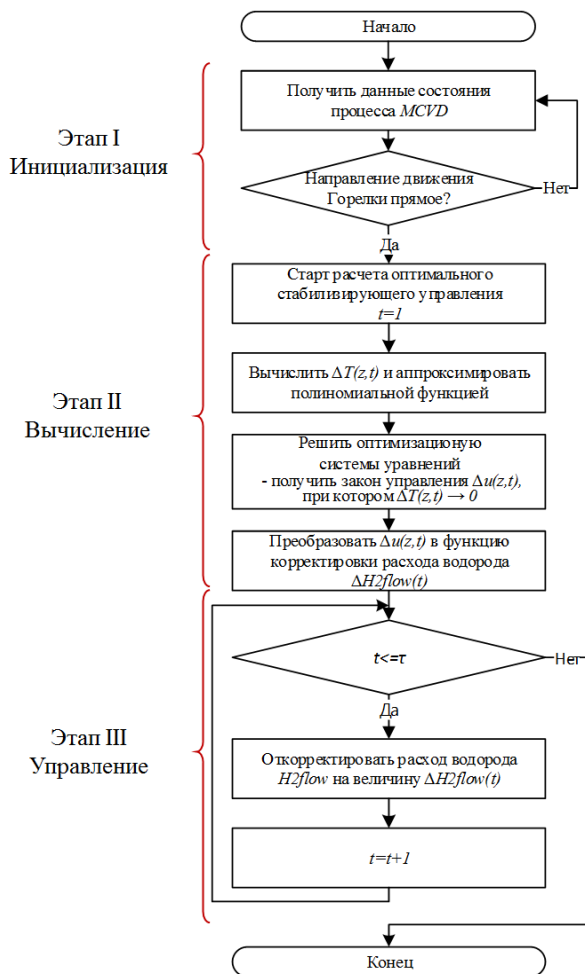 Начало
Этап I
Инициализация
Получить данные состояния
процесса MCVD
Направление движения
Горелки прямое?
Нет
Да
Этап II
Вычисление
Старт расчета оптимального
стабилизирующего управления
t=1
Вычислить ΔT(z,t) и аппроксимировать
полиномиальной функцией
Решить оптимизационую
системы уравнений
- получить закон управления Δu(z,t),
при котором ΔT(z,t) → 0
Преобразовать Δu(z,t) в функцию
корректировки расхода водорода
ΔH2flow(t)
Этап III
Управление
t<=τ
Нет
Да
Откорректировать расход водорода
H2flow на величину ΔH2flow(t)
t=t+1
Конец